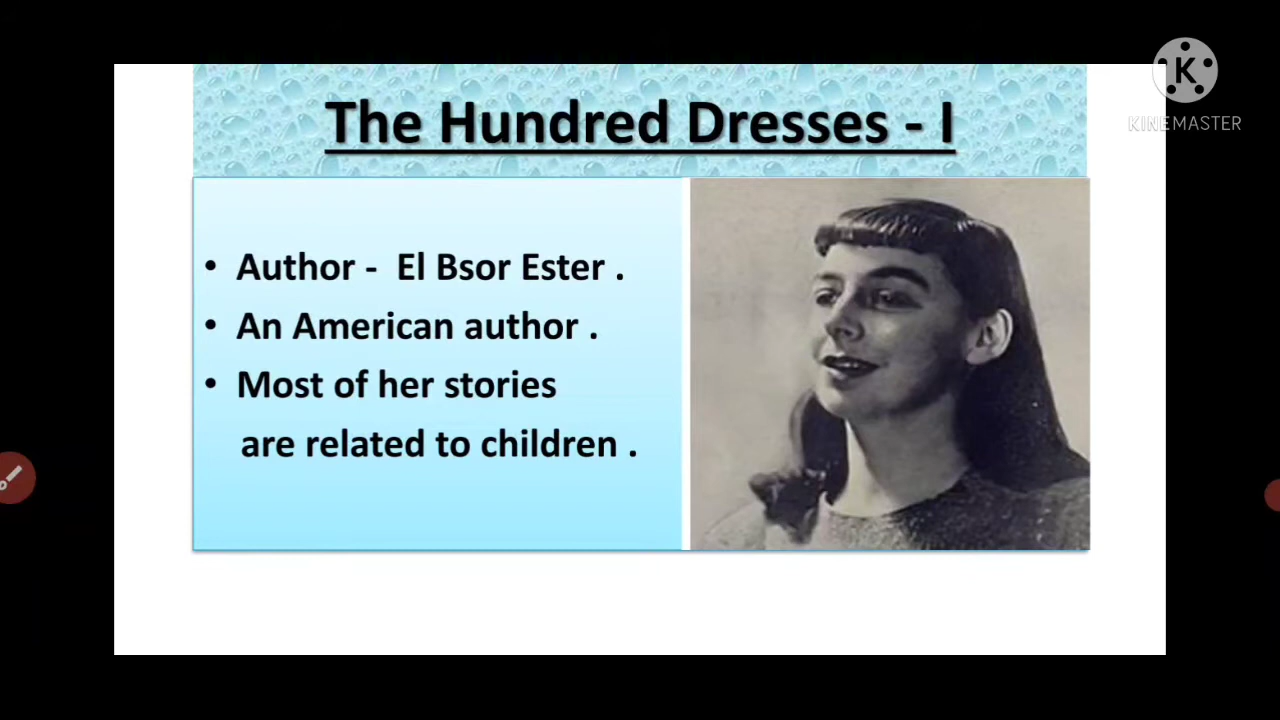 The Hundred Dresses - I
• Author - El Bsor Ester .
• An American author .
• Most of her stories
are related to children .
K
KINEMASTER